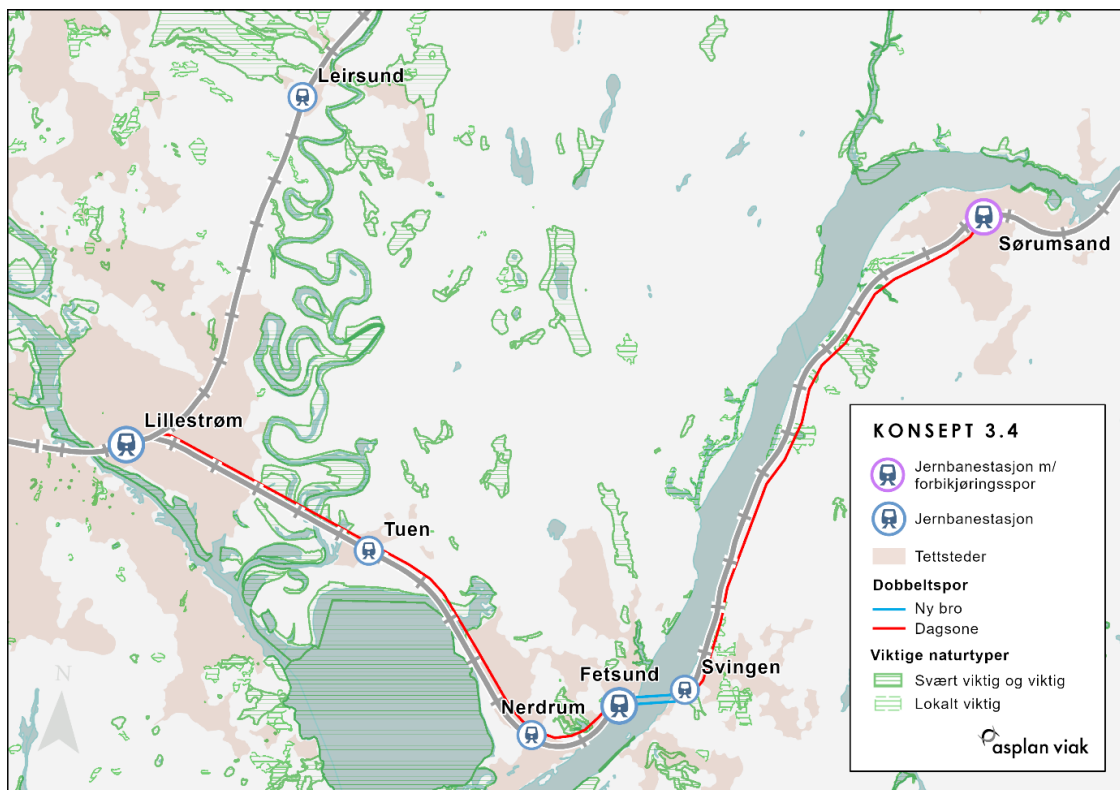 Leirsund
Sørumsand
Lillestrøm
Tuen
Fetsund
Svingen
Nerdrum
N
KONSEPT 3.4
Jernbanestasjon m/
forbikjøringsspor
Jernbanestasjon
Tettsteder
Dobbeltspor
Ny bro
Dagsone
Viktige naturtyper
Svært viktig og viktig
Lokalt viktig
asplan viak